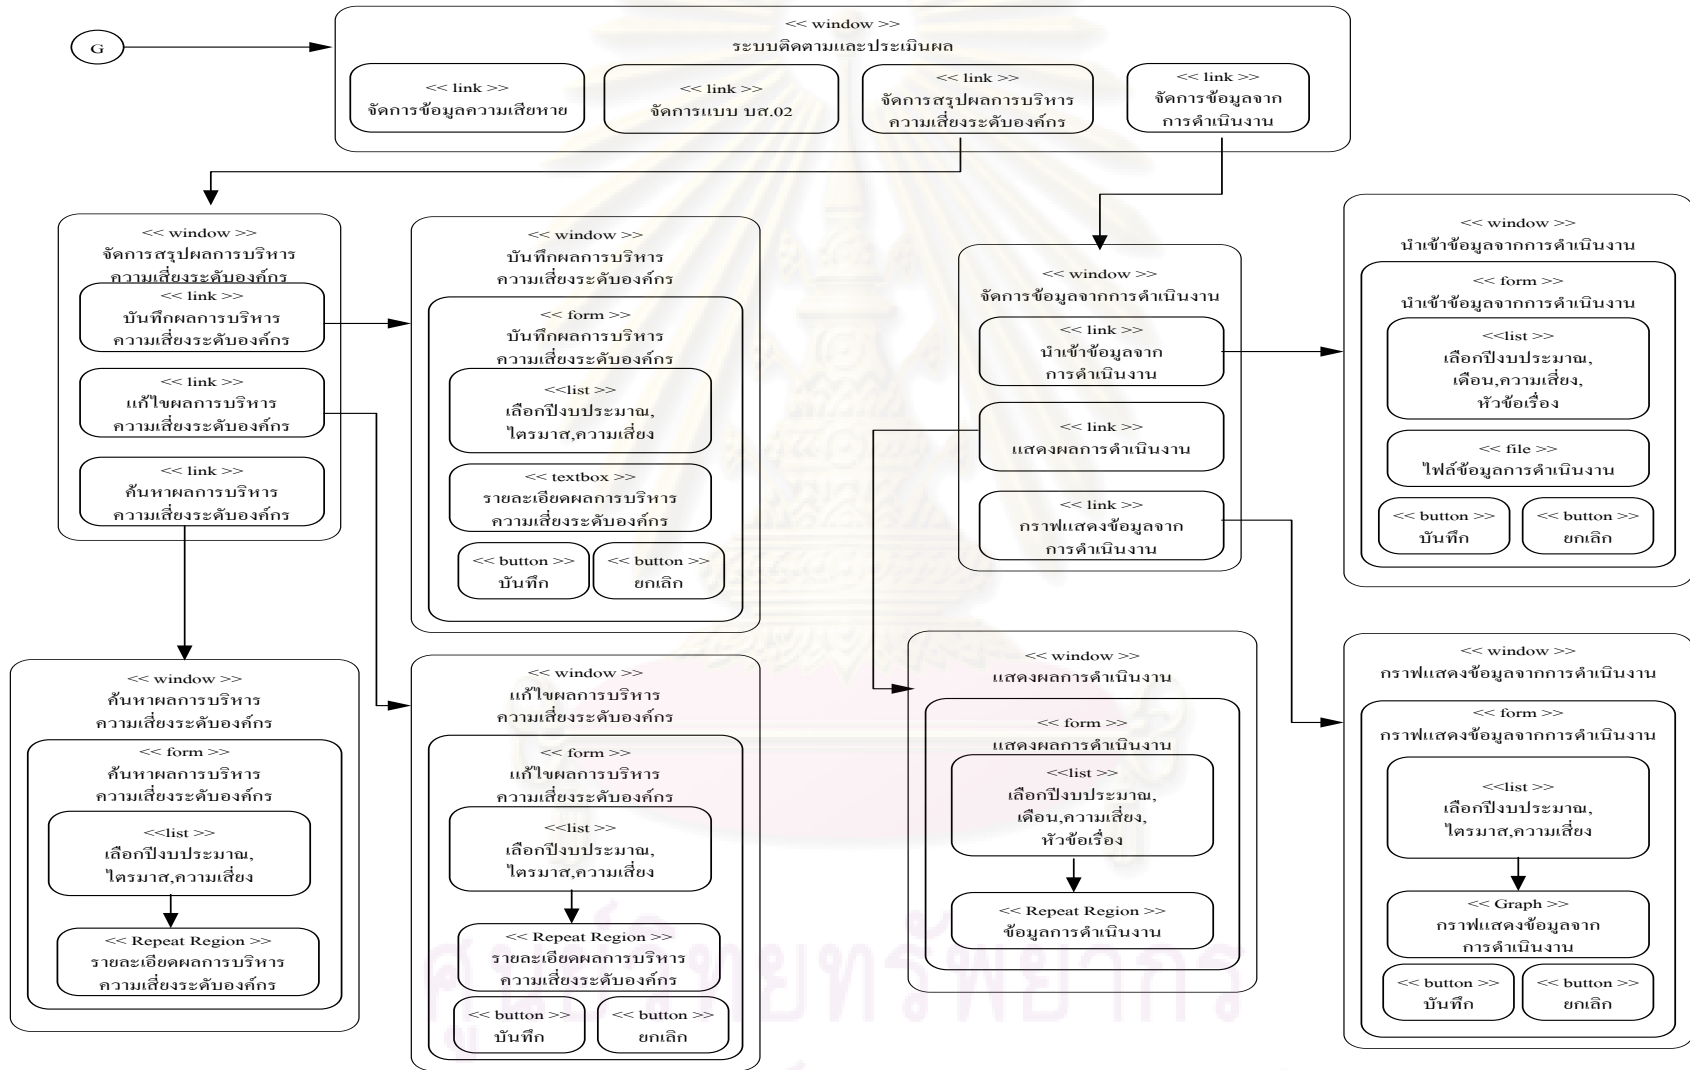 G
<< window >>
ระบบติดตามและประเมินผล
<< link >>
จัดการข้อมูลความเสียหาย
<< link >>
จัดการแบบ บส.02
<< link >>
จัดการสรุปผลการบริหาร
ความเสี่ยงระดับองค์กร
<< link >>
จัดการข้อมูลจาก
การดำเนินงาน
<< window >>
จัดการสรุปผลการบริหาร
ความเสี่ยงระดับองค์กร
<< link >>
บันทึกผลการบริหาร
ความเสี่ยงระดับองค์กร
<< link >>
แก้ไขผลการบริหาร
ความเสี่ยงระดับองค์กร
<< link >>
ค้นหาผลการบริหาร
ความเสี่ยงระดับองค์กร
<< window >>
บันทึกผลการบริหาร
ความเสี่ยงระดับองค์กร
<< form >>
บันทึกผลการบริหาร
ความเสี่ยงระดับองค์กร
<<list >>
เลือกปีงบประมาณ,
ไตรมาส,ความเสี่ยง
<< textbox >>
รายละเอียดผลการบริหาร
ความเสี่ยงระดับองค์กร
<< button >>
บันทึก
<< button >>
ยกเลิก
<< window >>
จัดการข้อมูลจากการดำเนินงาน
<< link >>
นำเข้าข้อมูลจาก
การดำเนินงาน
<< link >>
แสดงผลการดำเนินงาน
<< link >>
กราฟแสดงข้อมูลจาก
การดำเนินงาน
<< window >>
นำเข้าข้อมูลจากการดำเนินงาน
<< form >>
นำเข้าข้อมูลจากการดำเนินงาน
<<list >>
เลือกปีงบประมาณ,
เดือน,ความเสี่ยง,
หัวข้อเรื่อง
<< file >>
ไฟล์ข้อมูลการดำเนินงาน
<< button >>
บันทึก
<< button >>
ยกเลิก
<< window >>
ค้นหาผลการบริหาร
ความเสี่ยงระดับองค์กร
<< form >>
ค้นหาผลการบริหาร
ความเสี่ยงระดับองค์กร
<<list >>
เลือกปีงบประมาณ,
ไตรมาส,ความเสี่ยง
<< Repeat Region >>
รายละเอียดผลการบริหาร
ความเสี่ยงระดับองค์กร
<< window >>
แก้ไขผลการบริหาร
ความเสี่ยงระดับองค์กร
<< form >>
แก้ไขผลการบริหาร
ความเสี่ยงระดับองค์กร
<<list >>
เลือกปีงบประมาณ,
ไตรมาส,ความเสี่ยง
<< Repeat Region >>
รายละเอียดผลการบริหาร
ความเสี่ยงระดับองค์กร
<< button >>
บันทึก
<< button >>
ยกเลิก
<< window >>
แสดงผลการดำเนินงาน
<< form >>
แสดงผลการดำเนินงาน
<<list >>
เลือกปีงบประมาณ,
เดือน,ความเสี่ยง,
หัวข้อเรื่อง
<< Repeat Region >>
ข้อมูลการดำเนินงาน
<< window >>
กราฟแสดงข้อมูลจากการดำเนินงาน
<< form >>
กราฟแสดงข้อมูลจากการดำเนินงาน
<<list >>
เลือกปีงบประมาณ,
ไตรมาส,ความเสี่ยง
<< Graph >>
กราฟแสดงข้อมูลจาก
การดำเนินงาน
<< button >>
บันทึก
<< button >>
ยกเลิก
ศูนย์วิทยทรัพยากร